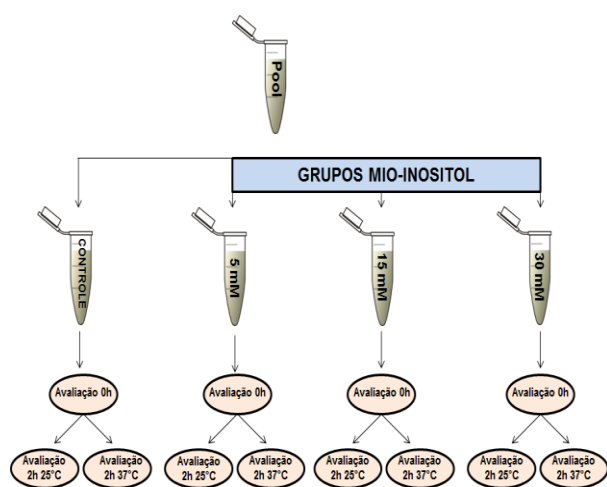 Pool
GRUPOS MIO-INOSITOL
CONTROLE
5 mM
15 mM
30 mM
Avaliação 0h
Avaliação 0h
Avaliação 0h
Avaliação 0h
Avaliação
2h 25°C
Avaliação
2h 37°C
Avaliação
2h 25°C
Avaliação
2h 37°C
Avaliação
2h 25°C
Avaliação
2h 37°C
Avaliação
2h 25°C
Avaliação
2h 37°C